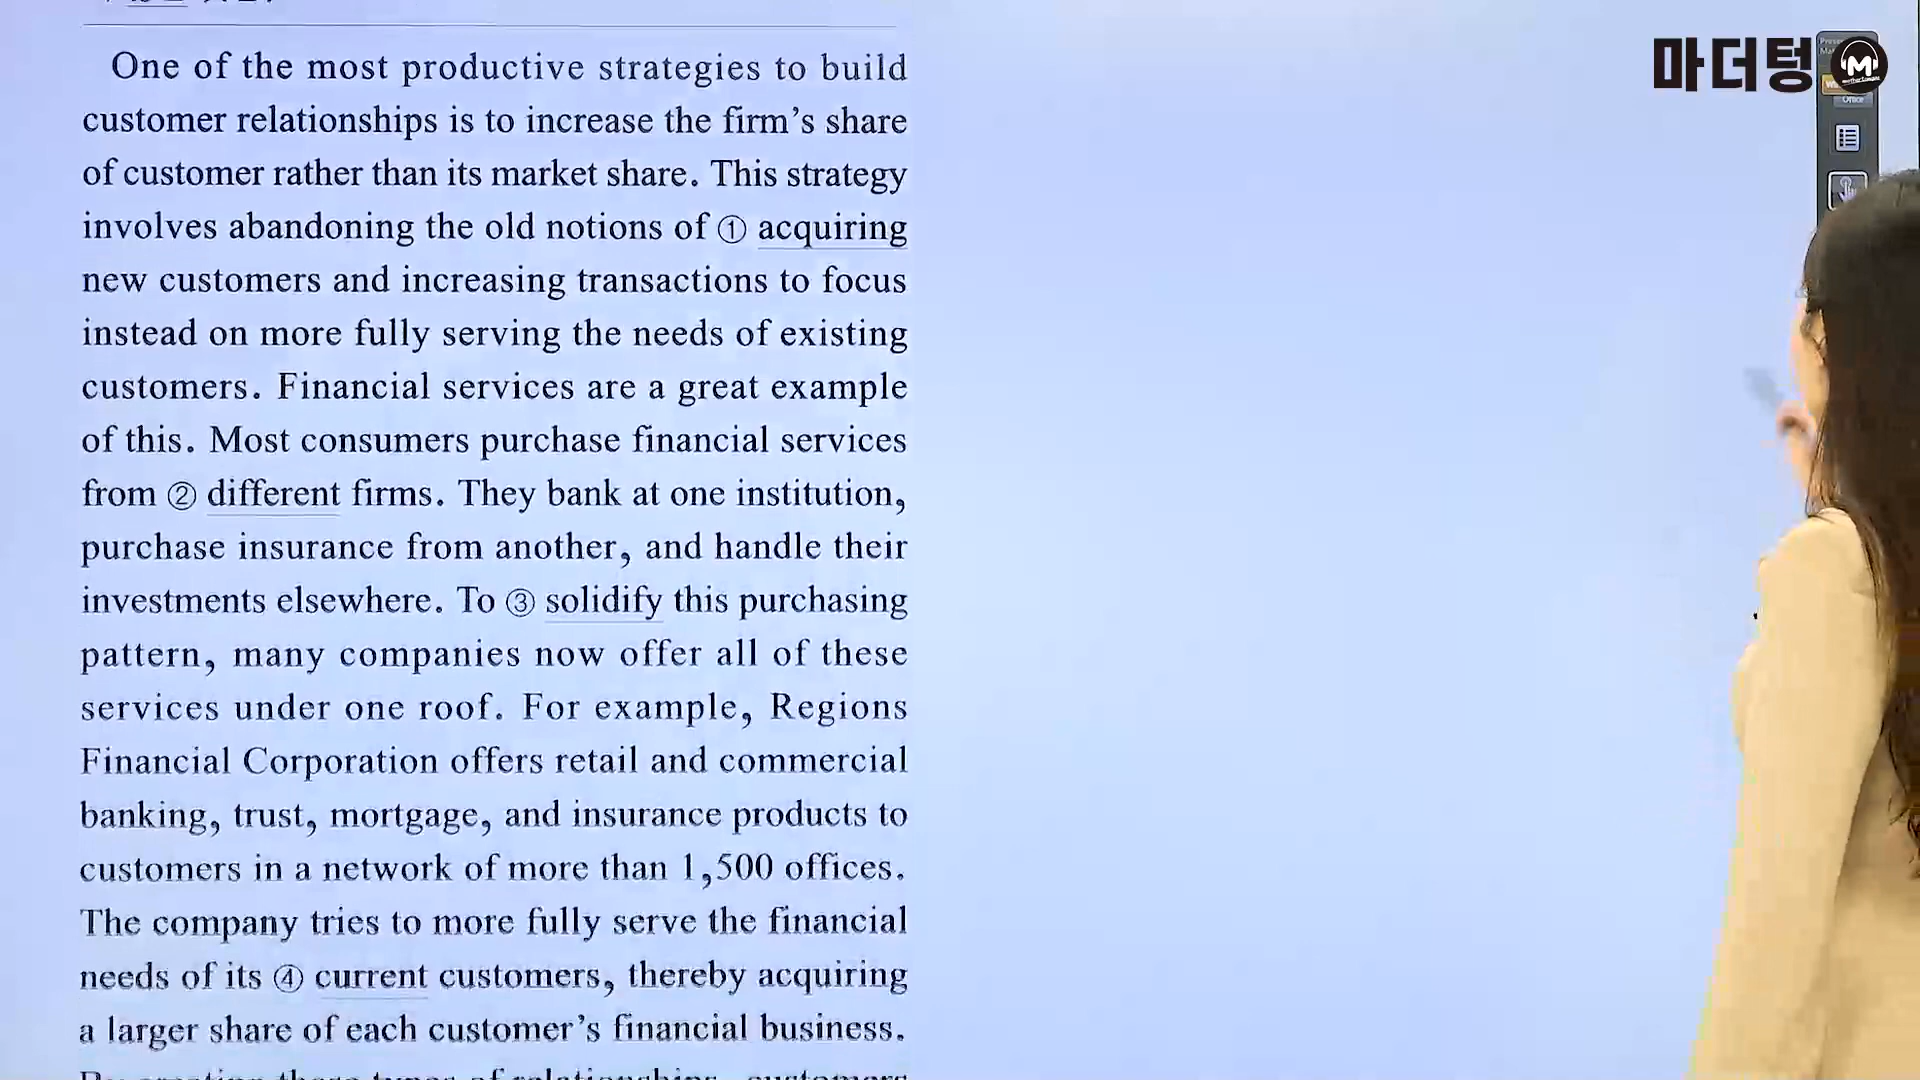 One of the most productive strategies to build
customer relationships is to increase the firm’s share
of customer rather than its market share. This strategy
involves abandoning the old notions of ① acquiring
new customers and increasing transactions to focus
instead on more fully serving the needs of existing
customers. Financial services are a great example
of this. Most consumers purchase financial services
from ② different firms. They bank at one institution,
purchase insurance from another, and handle their
investments elsewhere. To ③ solidify this purchasing
pattern, many companies now offer all of these
services under one roof. For example, Regions
Financial Corporation offers retail and commercial
banking, trust, mortgage, and insurance products to
customers in a network of more than 1,500 offices.
The company tries to more fully serve the financial
needs of its ④ current customers, thereby acquiring
a larger share of each customer’s financial business.
마더텅
M
Office